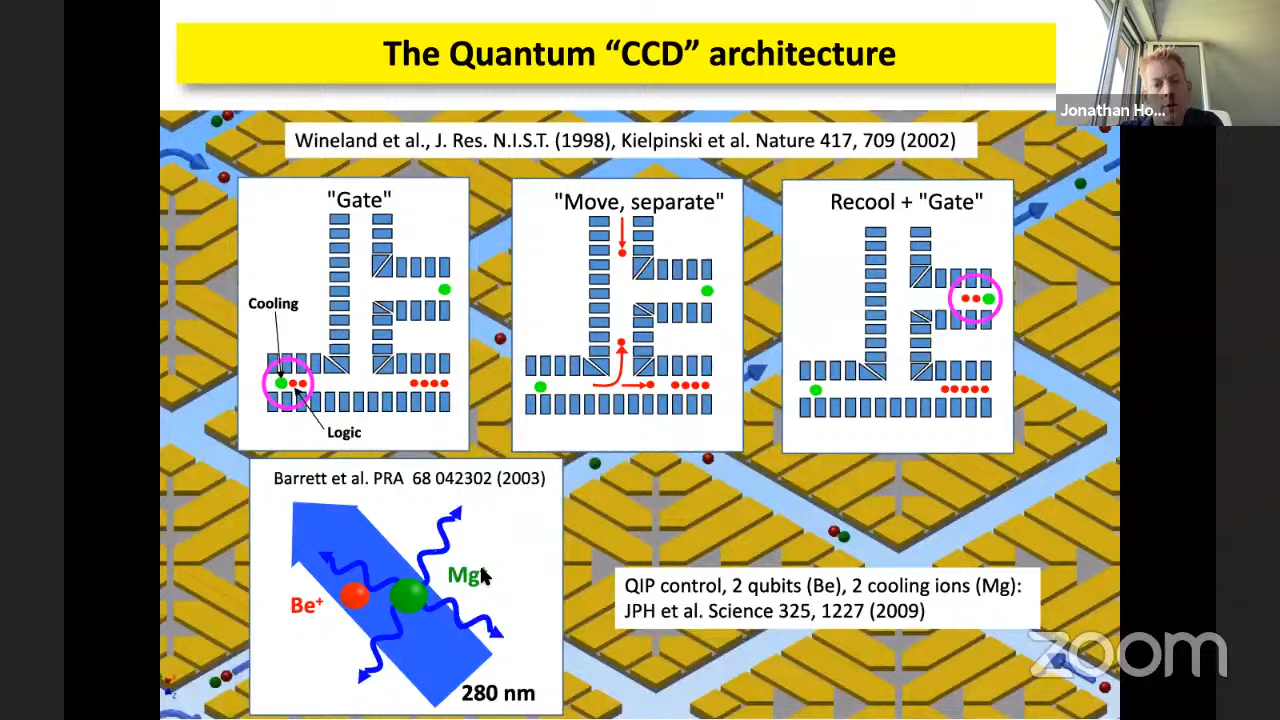 The Quantum “CCD” architecture
Jonathan Ho...
Wineland et al., J. Res. N.I.S.T. (1998), Kielpinski et al. Nature 417, 709 (2002)
"Gate"
"Move, separate"
Recool + "Gate"
Cooling
Logic
Barrett et al. PRA 68 042302 (2003)
Mg
Be⁺
280 nm
QIP control, 2 qubits (Be), 2 cooling ions (Mg):
JPH et al. Science 325, 1227 (2009)
zoom